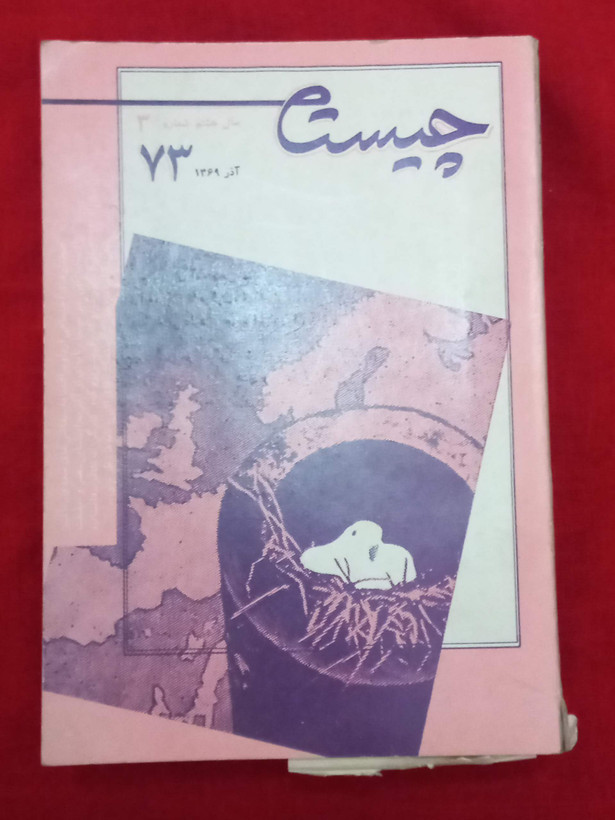 چیستا
سال هشتم شماره ۳
۷۳
آذر ۱۳۶۹